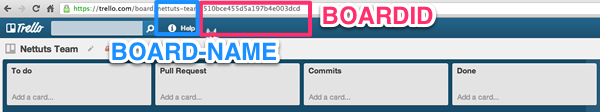 https://trello.com/board/nettuts-team/510bce455d5a197b4e003dcd
BOARDID
Trello
Help
BOARD-NAME
Nettuts Team
To do
Pull Request
Commits
Done
Add a card...
Add a card...
Add a card...
Add a card...